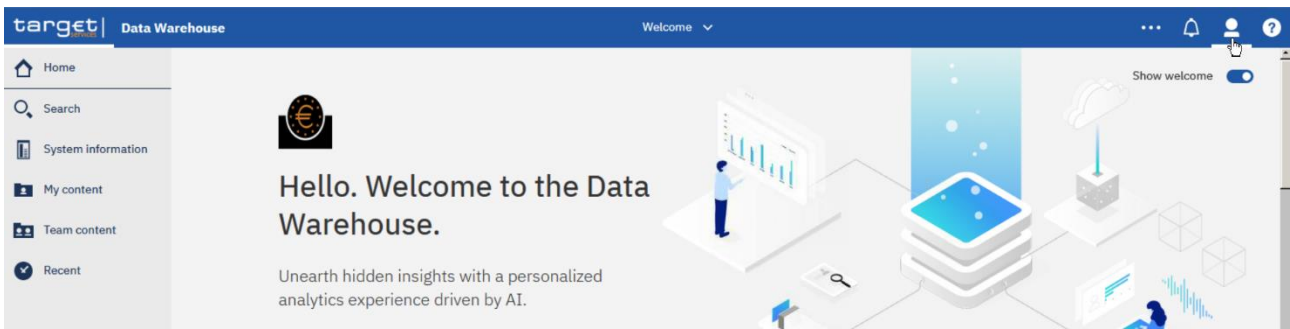 target| Data Warehouse
services
Welcome
?
Home
Show welcome
Search
System information
My content
Team content
Recent
€
Hello. Welcome to the Data
Warehouse.
Unearth hidden insights with a personalized
analytics experience driven by AI.